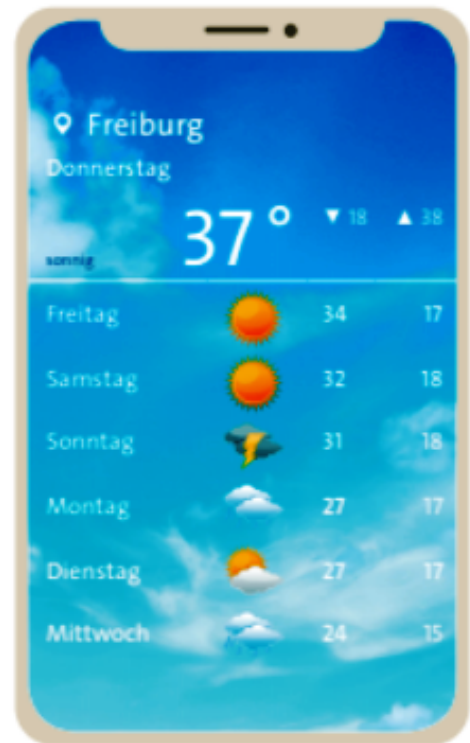 Freiburg
Donnerstag
37° ▼ 18 ▲ 38
sonnig
Freitag 34 17
Samstag 32 18
Sonntag 31 18
Montag 27 17
Dienstag 27 17
Mittwoch 24 15